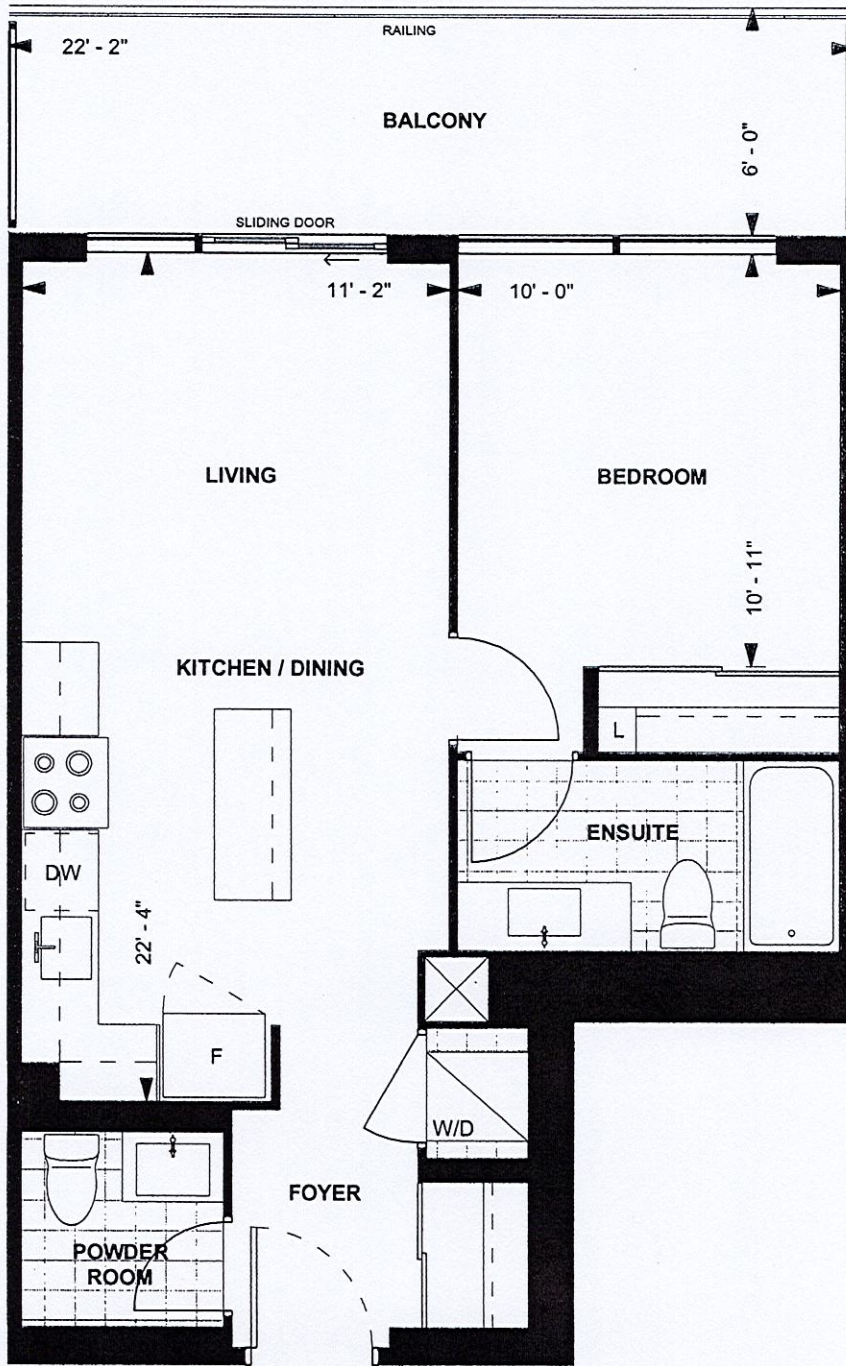 RAILING
22' - 2"
BALCONY
6' - 0"
SLIDING DOOR
11' - 2"
10' - 0"
LIVING
BEDROOM
10' - 11"
KITCHEN / DINING
L
ENSUITE
DW
22' - 4"
F
W/D
FOYER
POWDER
ROOM